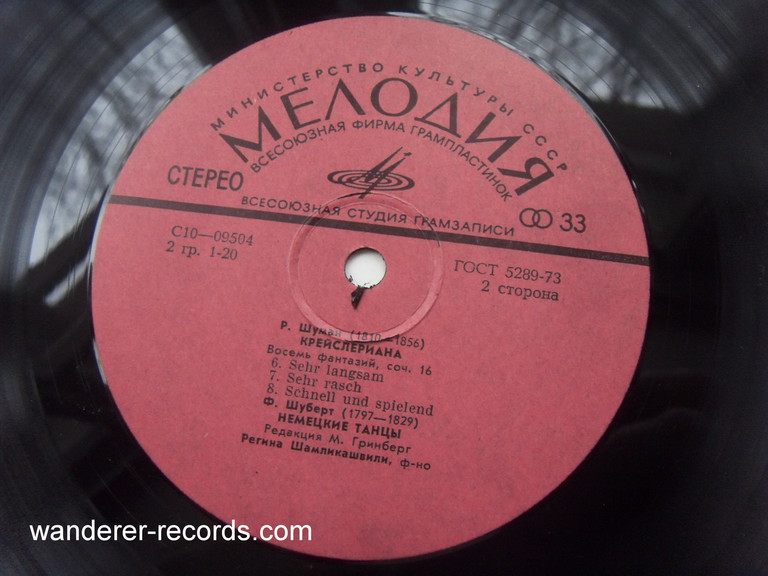 МИНИСТЕРСТВО КУЛЬТУРЫ СССР
МЕЛОДИЯ
ВСЕСОЮЗНАЯ ФИРМА ГРАМПЛАСТИНОК
СТЕРЕО
ВСЕСОЮЗНАЯ СТУДИЯ ГРАМЗАПИСИ
33
С10—09504
2 гр. 1-20
ГОСТ 5289-73
2 сторона
Р. Шуман (1810—1856)
КРЕЙСЛЕРИАНА
Восемь фантазий, соч. 16
6. Sehr langsam
7. Sehr rasch
8. Schnell und spielend
Ф. Шуберт (1797—1829)
НЕМЕЦКИЕ ТАНЦЫ
Редакция М. Гринберг
Регина Шамликашвили, ф-но
wanderer-records.com